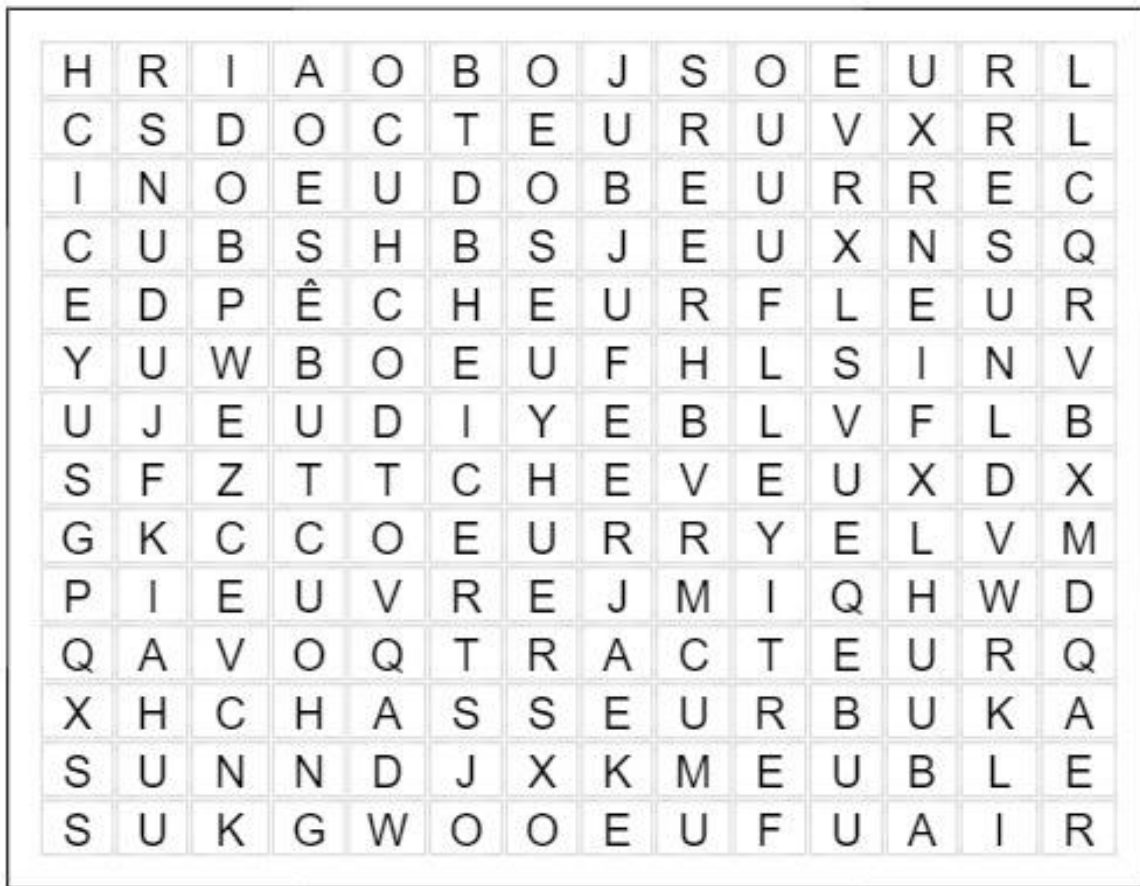 H R I A O B O J S O E U R L
C S D O C T E U R U V X R L
I N O E U D O B E U R R E C
C U B S H B S J E U X N S Q
E D P Ê C H E U R F L E U R
Y U W B O E U F H L S I N V
U J E U D I Y E B L V F L B
S F Z T T C H E V E U X D X
G K C C O E U R R Y E L V M
P I E U V R E J M I Q H W D
Q A V O Q T R A C T E U R Q
X H C H A S S E U R B U K A
S U N N D J X K M E U B L E
S U K G W O O E U F U A I R